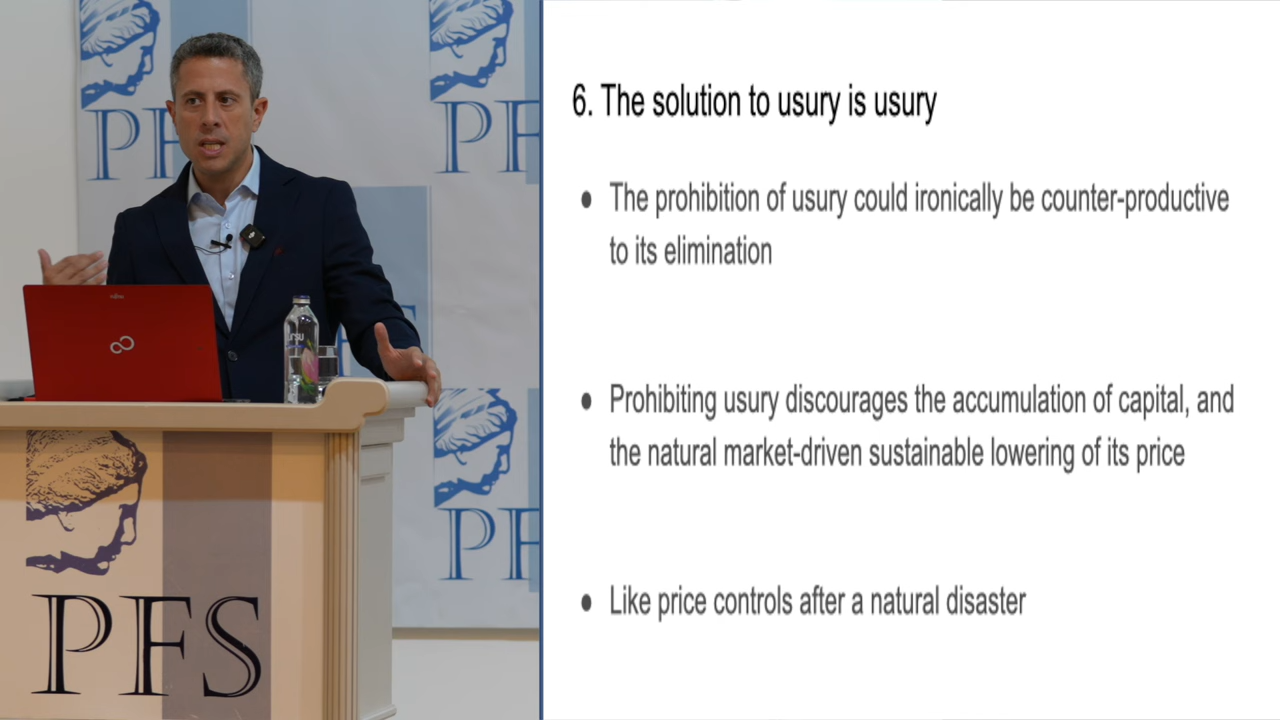 PFS
PF
PF
PFS
FUJITSU
6. The solution to usury is usury
The prohibition of usury could ironically be counter-productive
to its elimination
Prohibiting usury discourages the accumulation of capital, and
the natural market-driven sustainable lowering of its price
Like price controls after a natural disaster